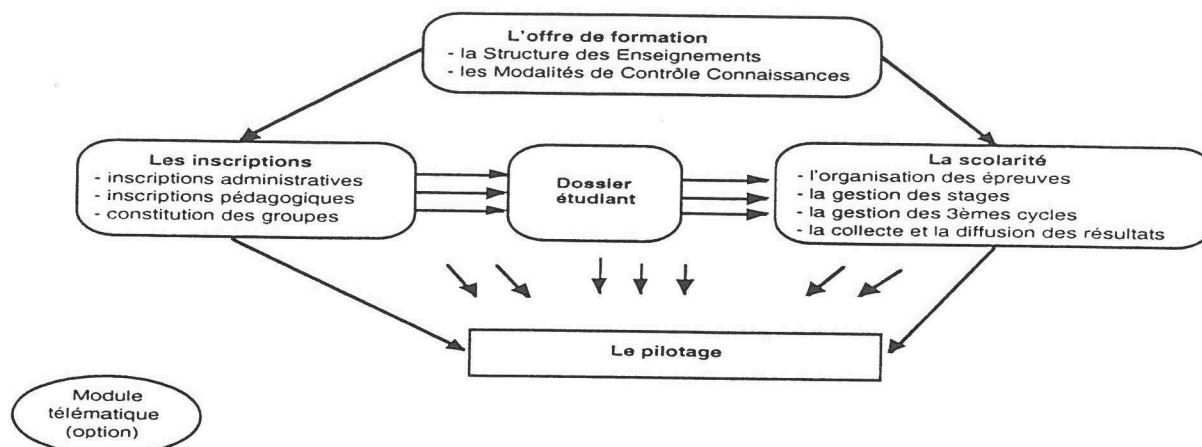 L'offre de formation
- la Structure des Enseignements
- les Modalités de Contrôle Connaissances
Les inscriptions
- inscriptions administratives
- inscriptions pédagogiques
- constitution des groupes
Dossier
étudiant
La scolarité
- l'organisation des épreuves
- la gestion des stages
- la gestion des 3èmes cycles
- la collecte et la diffusion des résultats
Le pilotage
Module
télématique
(option)